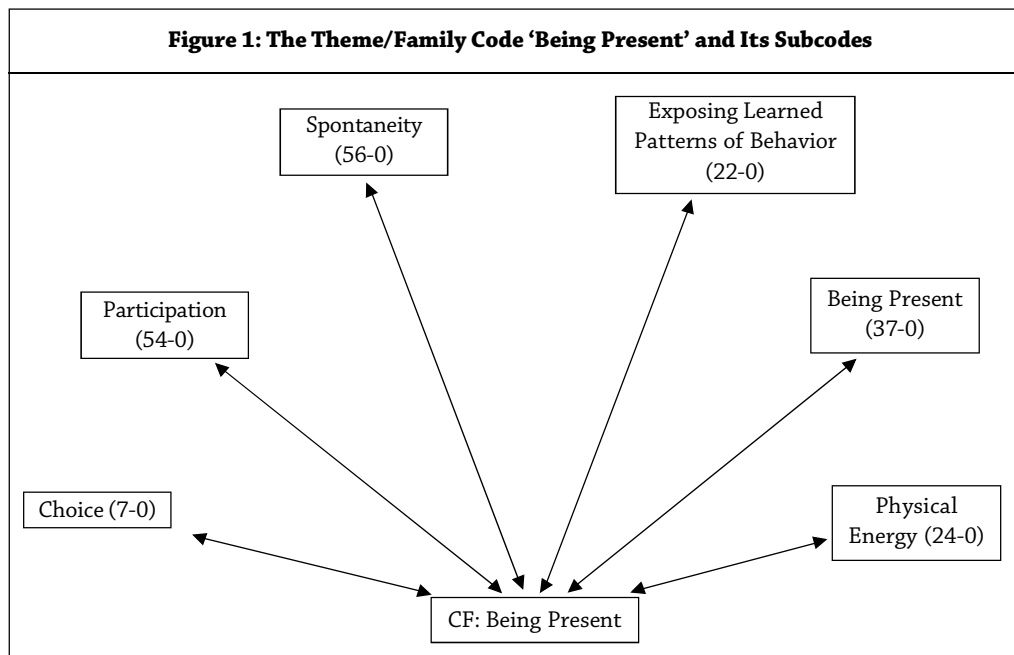 Figure 1: The Theme/Family Code ‘Being Present’ and Its Subcodes
Spontaneity
(56-0)
Exposing Learned
Patterns of Behavior
(22-0)
Participation
(54-0)
Being Present
(37-0)
Choice (7-0)
Physical
Energy (24-0)
CF: Being Present